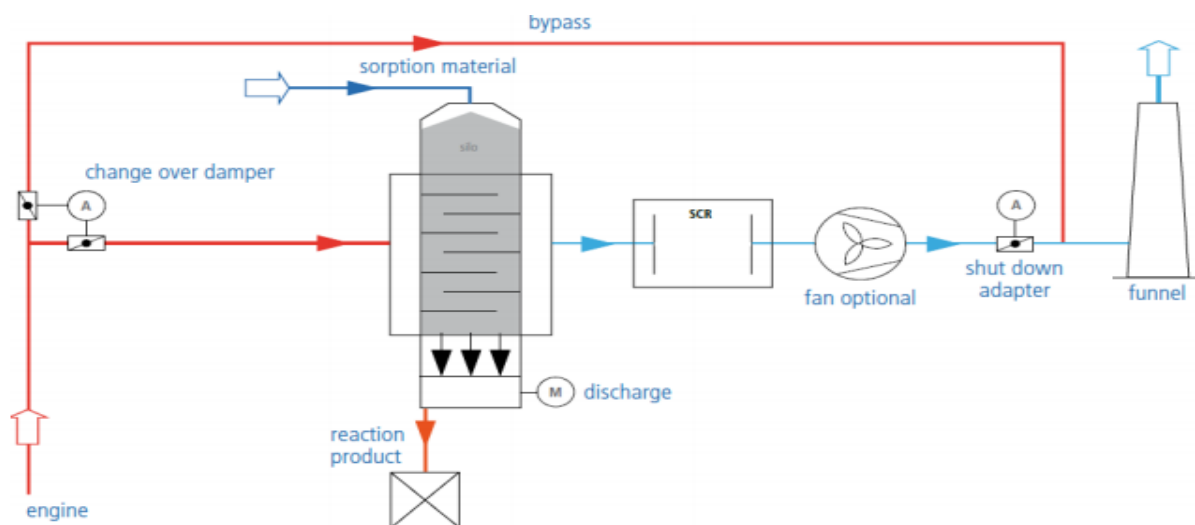 bypass
sorption material
silo
change over damper
A
SCR
A
fan optional
shut down
adapter
funnel
M
discharge
reaction
product
engine